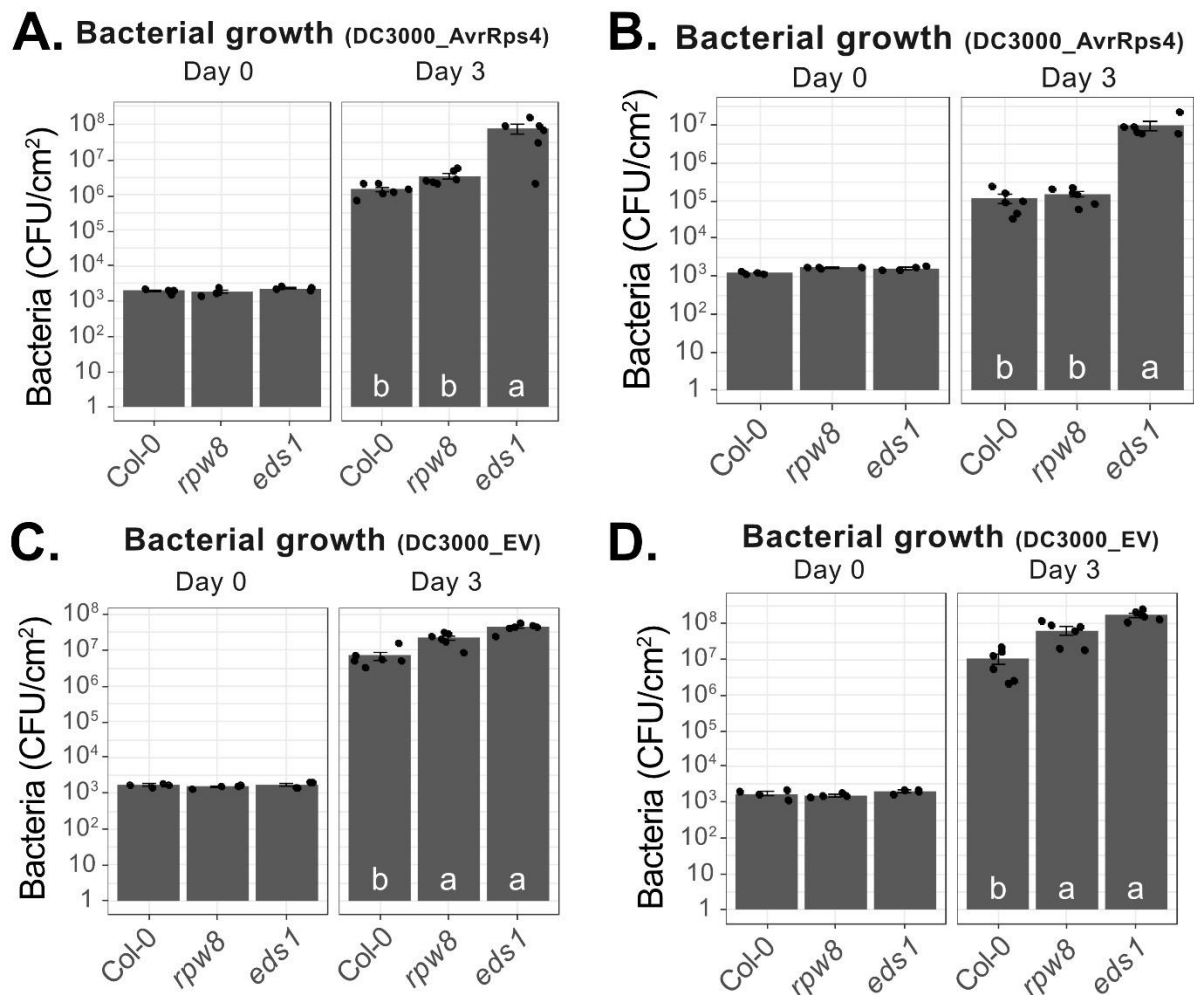 A. Bacterial growth (DC3000_AvrRps4)
Day 0 Day 3
Bacteria (CFU/cm²)
10⁸
10⁷
10⁶
10⁵
10⁴
10³
10²
10
1
b b a
Col-0 rpw8 eds1 Col-0 rpw8 eds1
B. Bacterial growth (DC3000_AvrRps4)
Day 0 Day 3
Bacteria (CFU/cm²)
10⁷
10⁶
10⁵
10⁴
10³
10²
10
1
b b a
Col-0 rpw8 eds1 Col-0 rpw8 eds1
C. Bacterial growth (DC3000_EV)
Day 0 Day 3
Bacteria (CFU/cm²)
10⁸
10⁷
10⁶
10⁵
10⁴
10³
10²
10
1
b a a
Col-0 rpw8 eds1 Col-0 rpw8 eds1
D. Bacterial growth (DC3000_EV)
Day 0 Day 3
Bacteria (CFU/cm²)
10⁸
10⁷
10⁶
10⁵
10⁴
10³
10²
10
1
b a a
Col-0 rpw8 eds1 Col-0 rpw8 eds1